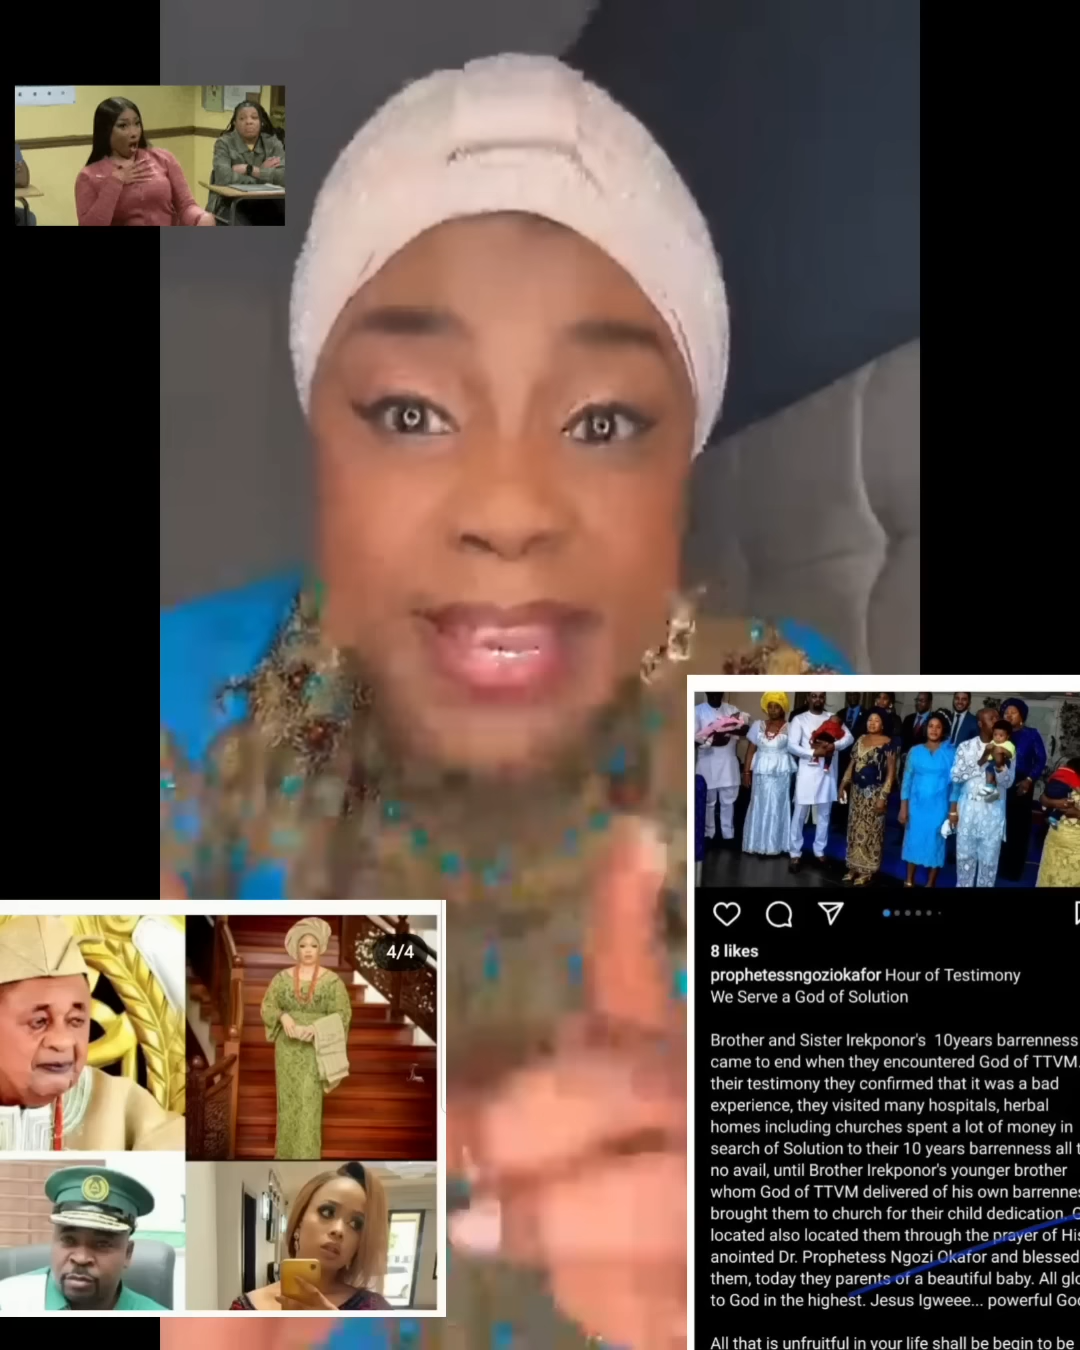 4/4
8 likes
prophetessngoziokafor Hour of Testimony
We Serve a God of Solution
Brother and Sister Irekponor's 10years barrenness
came to end when they encountered God of TTVM.
their testimony they confirmed that it was a bad
experience, they visited many hospitals, herbal
homes including churches spent a lot of money in
search of Solution to their 10 years barrenness all
no avail, until Brother Irekponor's younger brother
whom God of TTVM delivered of his own
brought them to church for their child dedication.
located also located them through the prayer of
anointed Dr. Prophetess Ngozi Okafor and blessed
them, today they parents of a beautiful baby. All
to God in the highest. Jesus Igweee... powerful
All that is unfruitful in your life shall be begin to be